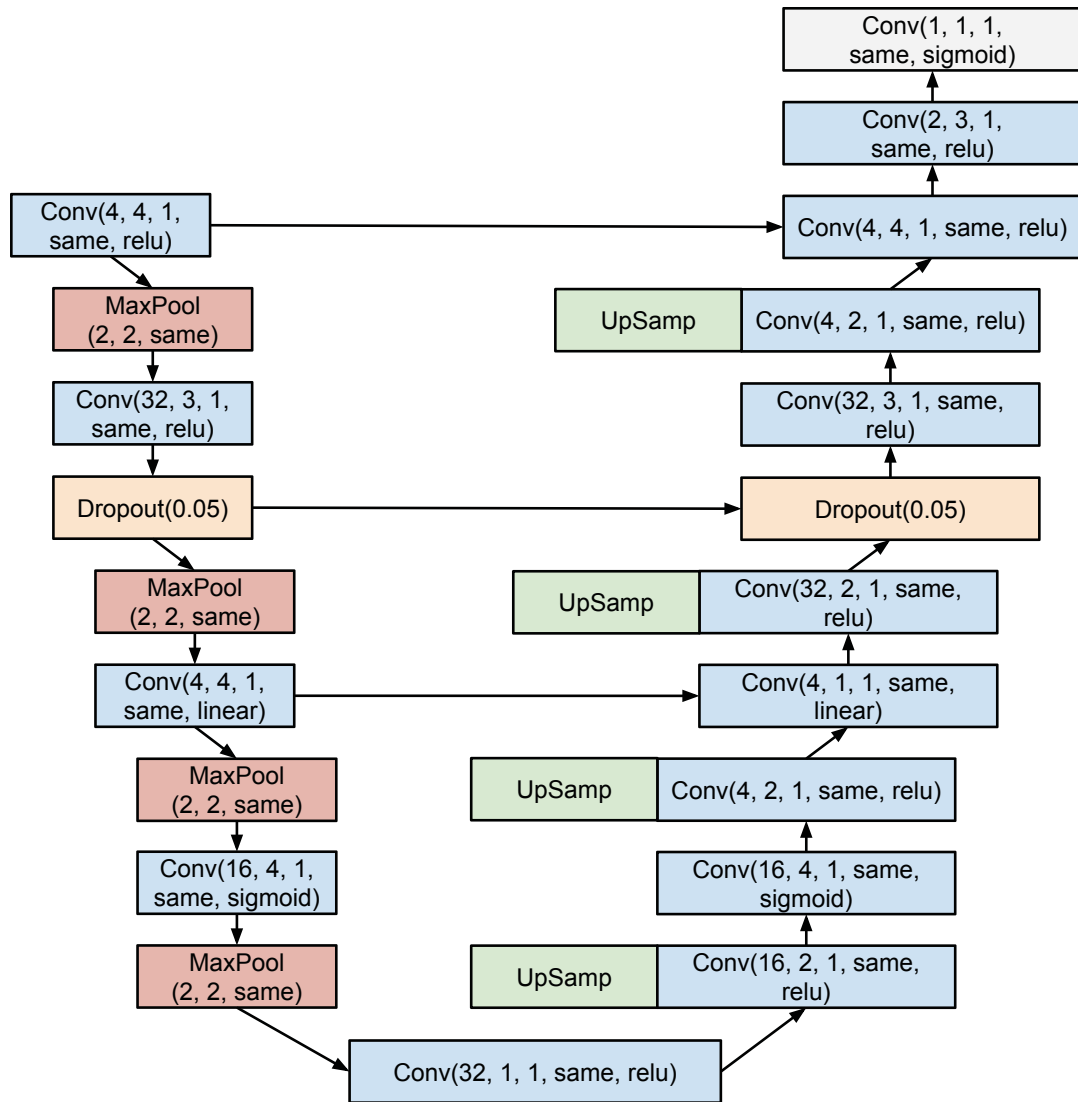 Conv(1, 1, 1,
same, sigmoid)
Conv(2, 3, 1,
same, relu)
Conv(4, 4, 1,
same, relu)
Conv(4, 4, 1, same, relu)
MaxPool
(2, 2, same)
UpSamp
Conv(4, 2, 1, same, relu)
Conv(32, 3, 1,
same, relu)
Conv(32, 3, 1, same,
relu)
Dropout(0.05)
Dropout(0.05)
MaxPool
(2, 2, same)
UpSamp
Conv(32, 2, 1, same,
relu)
Conv(4, 4, 1,
same, linear)
Conv(4, 1, 1, same,
linear)
MaxPool
(2, 2, same)
UpSamp
Conv(4, 2, 1, same, relu)
Conv(16, 4, 1,
same, sigmoid)
Conv(16, 4, 1, same,
sigmoid)
MaxPool
(2, 2, same)
UpSamp
Conv(16, 2, 1, same,
relu)
Conv(32, 1, 1, same, relu)